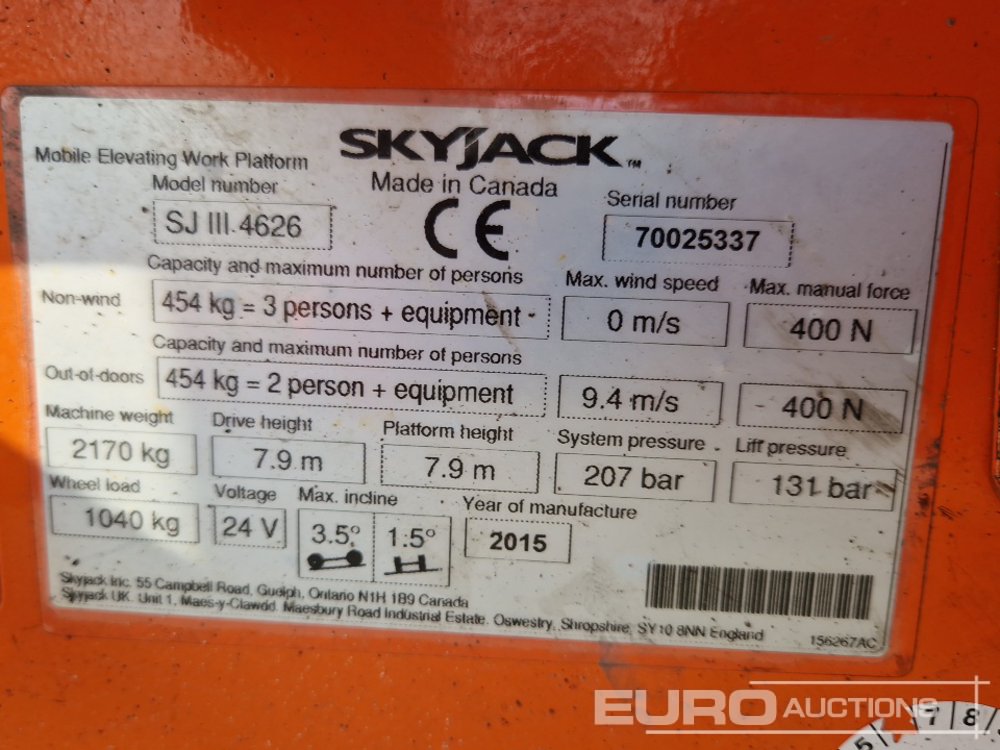 SKYJACK™
Mobile Elevating Work Platform
Made in Canada
Model number
SJ III 4626
CE
Serial number
70025337
Capacity and maximum number of persons
Max. wind speed
Max. manual force
Non-wind
454 kg = 3 persons + equipment
0 m/s
400 N
Capacity and maximum number of persons
Out-of-doors
454 kg = 2 person + equipment
9.4 m/s
400 N
Machine weight
Drive height
Platform height
System pressure
Lift pressure
2170 kg
7.9 m
7.9 m
207 bar
131 bar
Wheel load
Voltage
Max. incline
Year of manufacture
1040 kg
24 V
3.5°
1.5°
2015
Skyjack Inc. 55 Campbell Road, Guelph, Ontario N1H 1B9 Canada
Skyjack UK. Unit 1, Maes-y-Clawdd. Maesbury Road Industrial Estate. Oswestry, Shropshire, SY10 8NN England
156267AC
EURO AUCTIONS
5 7 8